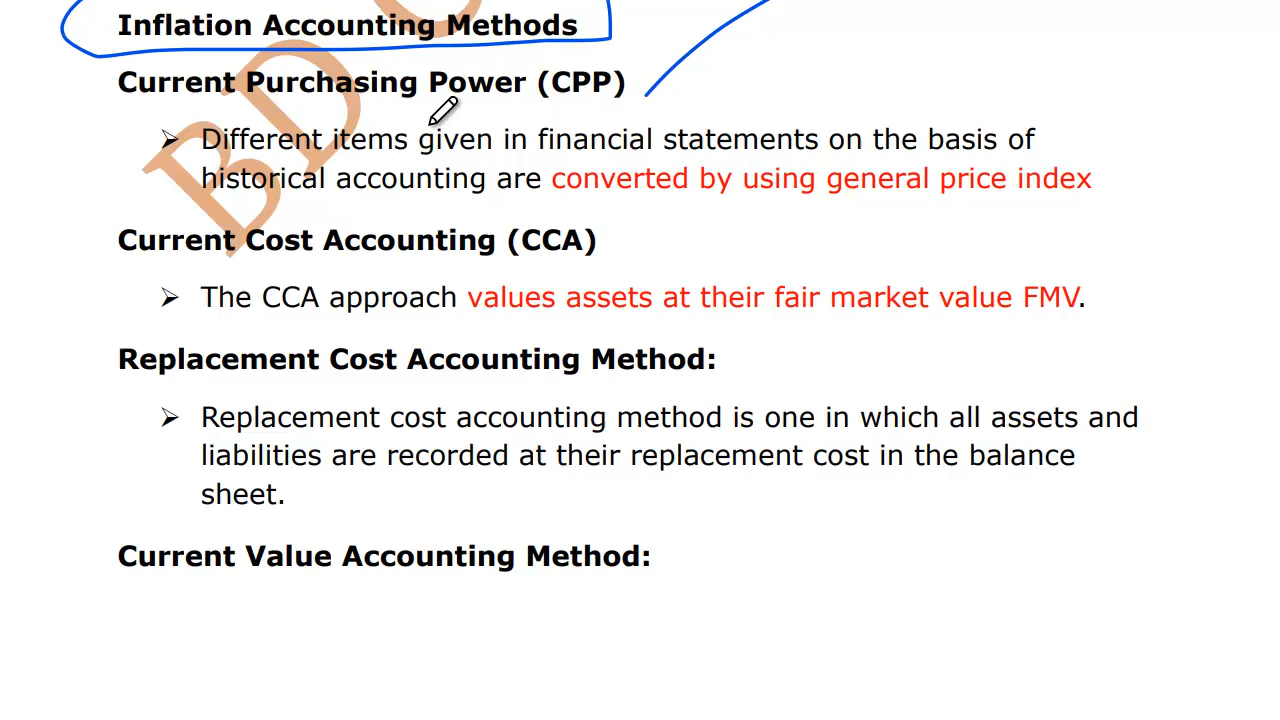 Inflation Accounting Methods
Current Purchasing Power (CPP)
➢ Different items given in financial statements on the basis of
historical accounting are converted by using general price index
Current Cost Accounting (CCA)
➢ The CCA approach values assets at their fair market value FMV.
Replacement Cost Accounting Method:
➢ Replacement cost accounting method is one in which all assets and
liabilities are recorded at their replacement cost in the balance
sheet.
Current Value Accounting Method:
BD